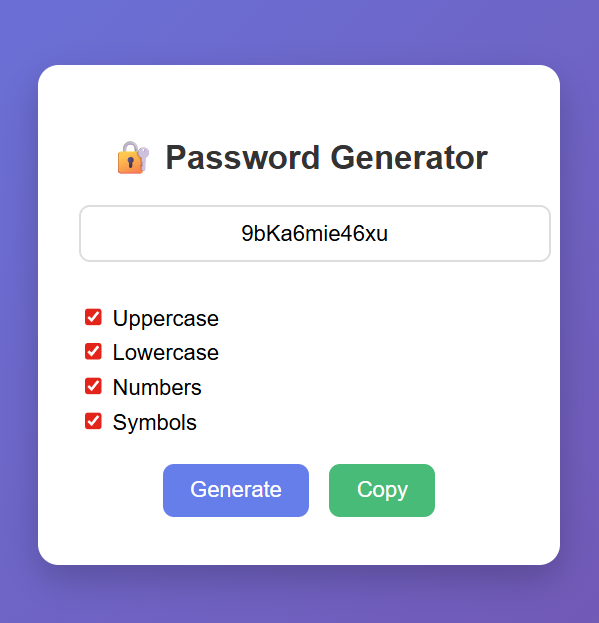 Password Generator
9bKa6mie46xu
Uppercase
Lowercase
Numbers
Symbols
Generate
Copy